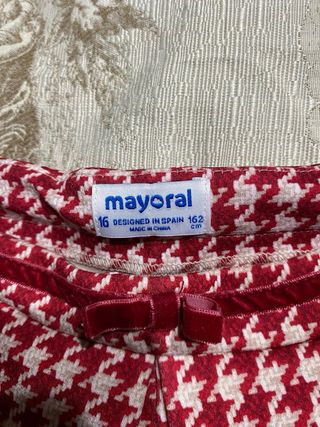 mayoral
16 DESIGNED IN SPAIN 162
MADE IN CHINA cm